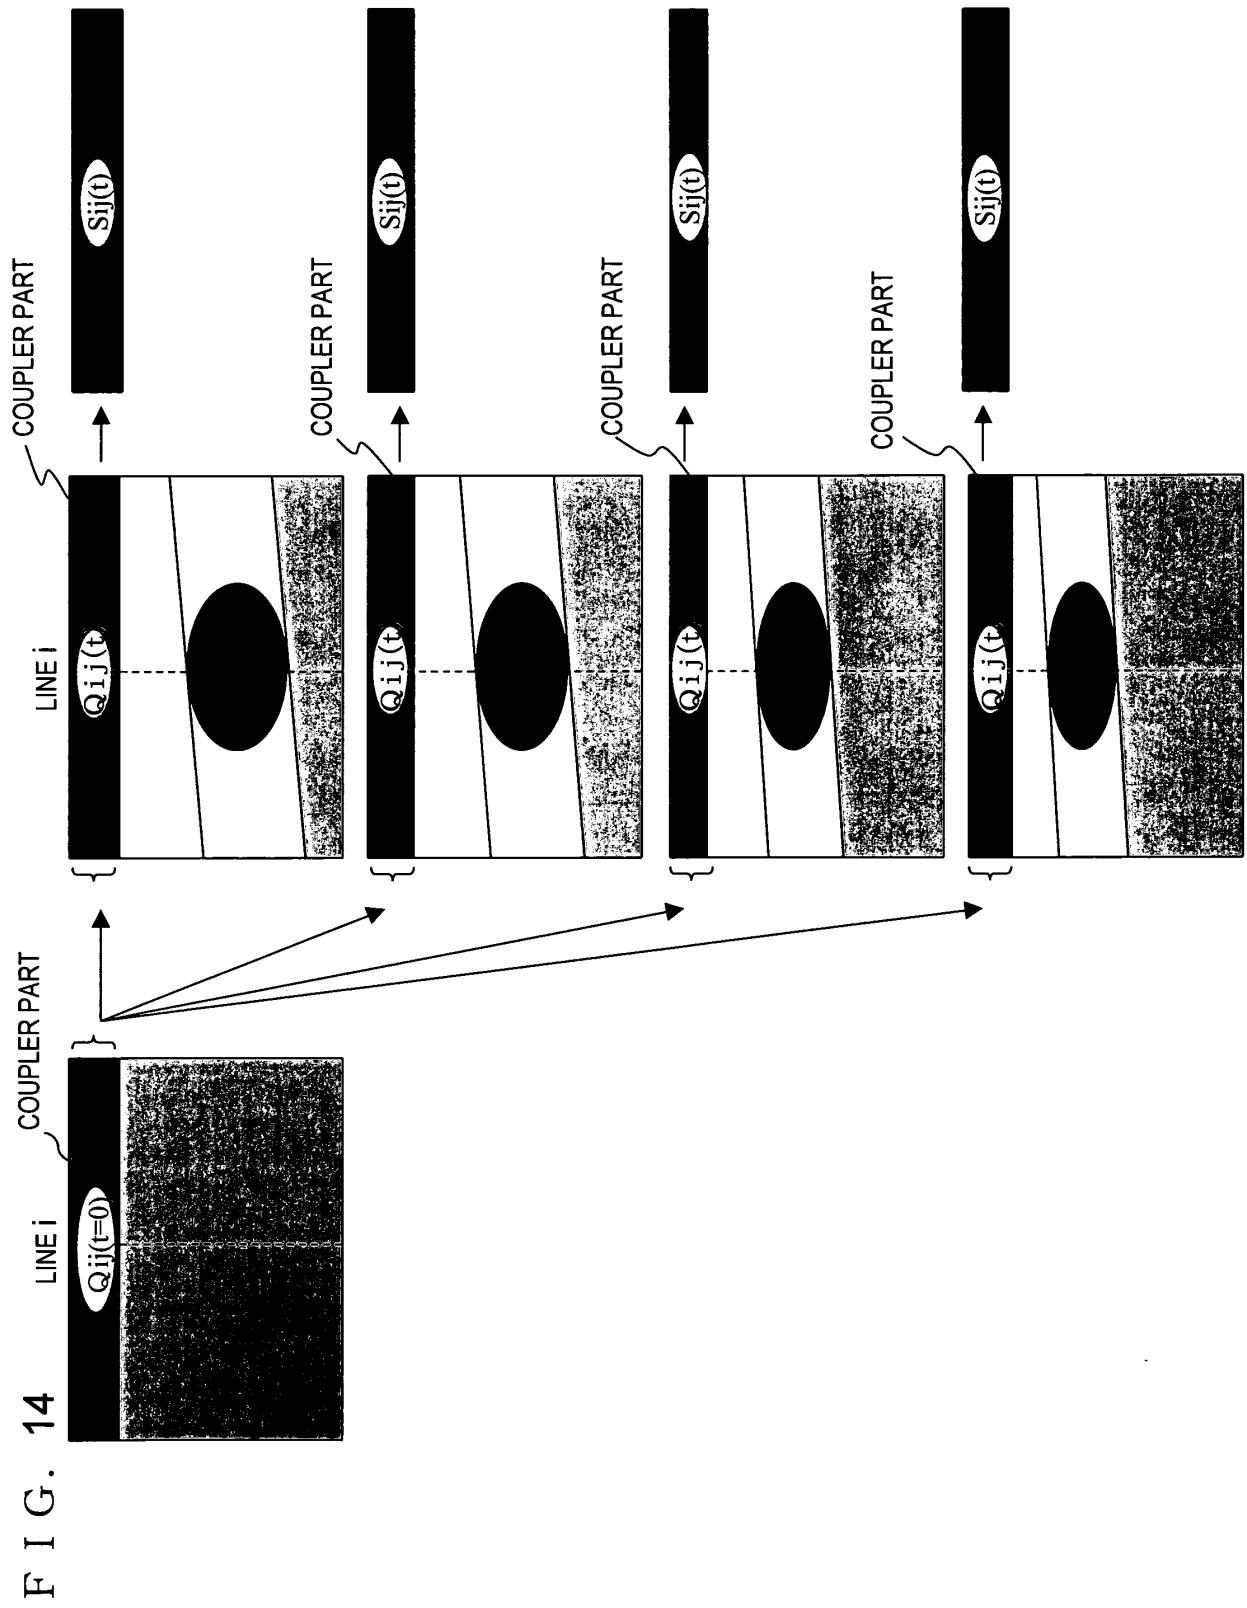 FIG. 14
LINE i
COUPLER PART
Qij(t=0)
LINE i
COUPLER PART
Qij(t)
Sij(t)
COUPLER PART
Qij(t)
Sij(t)
COUPLER PART
Qij(t)
Sij(t)
COUPLER PART
Qij(t)
Sij(t)